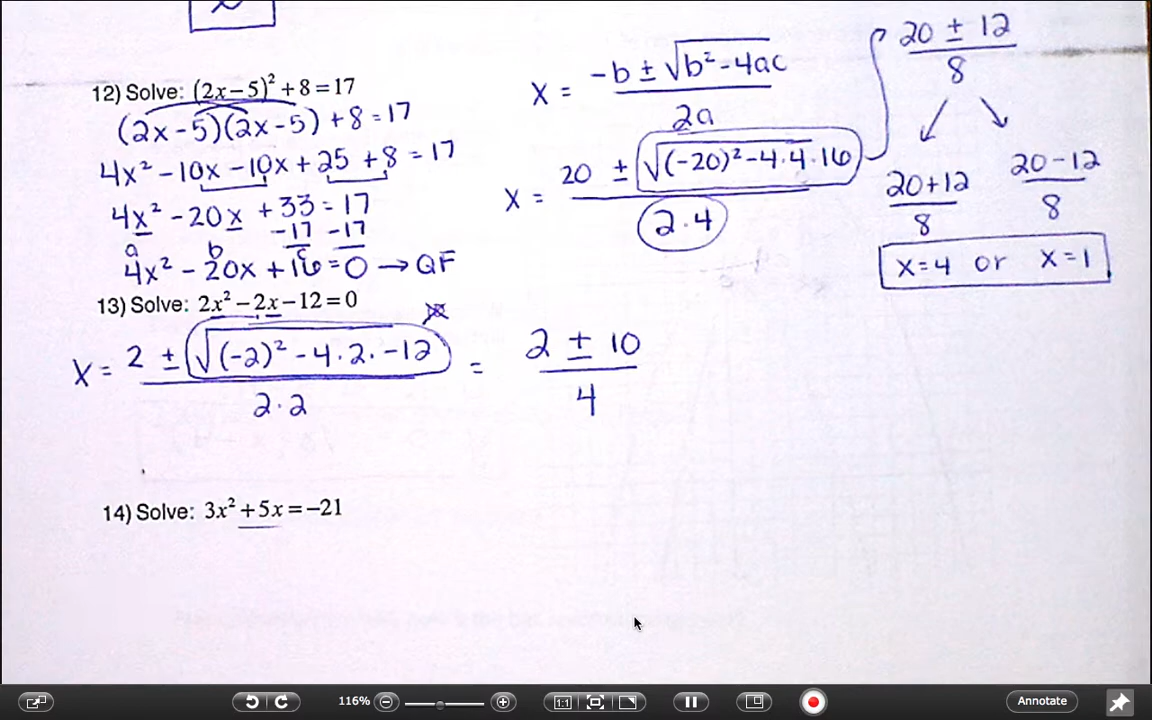 12) Solve: (2x−5)² + 8 = 17
(2x-5)(2x-5) + 8 = 17
4x² - 10x - 10x + 25 + 8 = 17
4x² - 20x + 33 = 17
-17 -17
a b c
4x² - 20x + 16 = 0 → QF
x = -b ± √b² - 4ac
2a
x = 20 ± √(-20)² - 4·4·16
2·4
20 ± 12
8
20+12 20-12
8 8
x=4 or x=1
13) Solve: 2x² − 2x − 12 = 0
x = 2 ± √(-2)² - 4·2·-12 = 2 ± 10
2·2 4
14) Solve: 3x² + 5x = −21
116% 1:1 Annotate